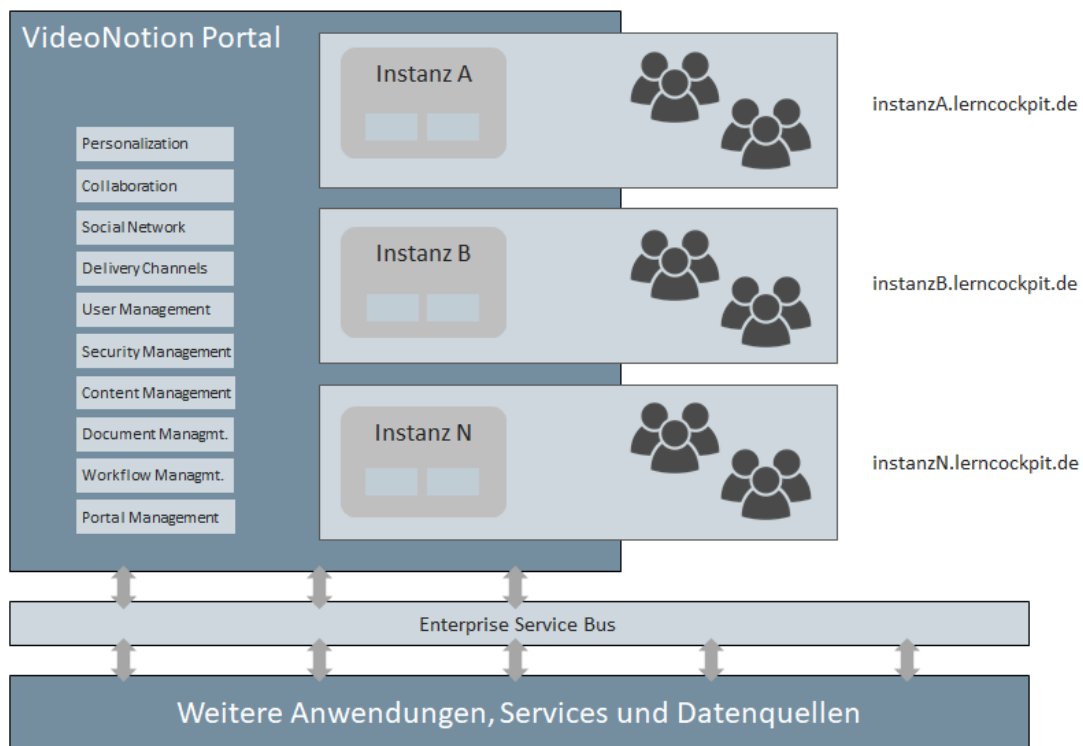 VideoNotion Portal
Personalization
Collaboration
Social Network
Delivery Channels
User Management
Security Management
Content Management
Document Managmt.
Workflow Managmt.
Portal Management
Instanz A
instanzA.lerncockpit.de
Instanz B
instanzB.lerncockpit.de
Instanz N
instanzN.lerncockpit.de
Enterprise Service Bus
Weitere Anwendungen, Services und Datenquellen